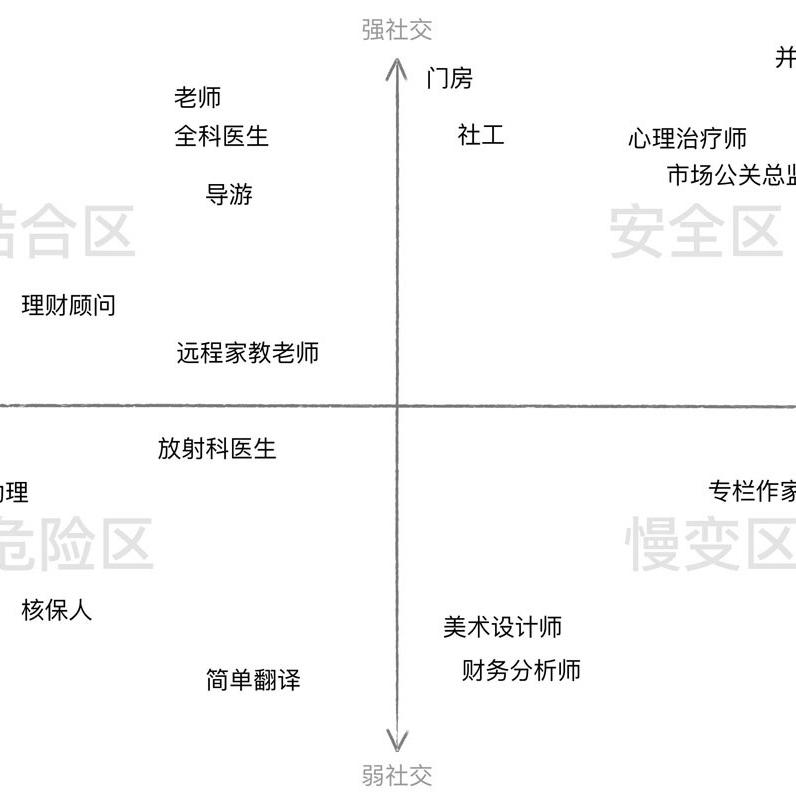 强社交
并
门房
老师
全科医生
社工
心理治疗师
市场公关总监
导游
结合区
安全区
理财顾问
远程家教老师
放射科医生
理
专栏作家
危险区
慢变区
核保人
美术设计师
财务分析师
简单翻译
弱社交